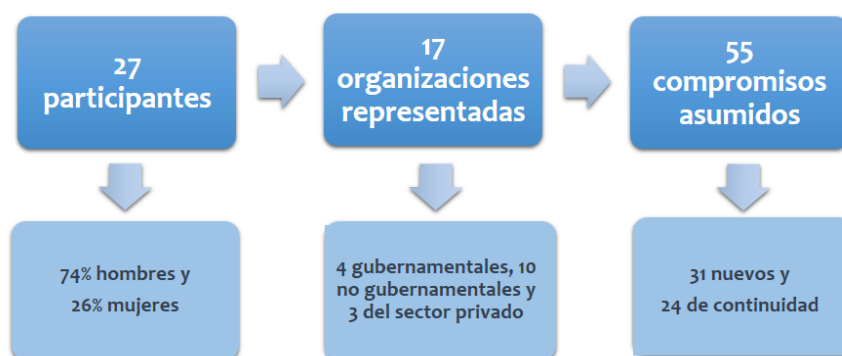 27
participantes
17
organizaciones
representadas
55
compromisos
asumidos
74% hombres y
26% mujeres
4 gubernamentales, 10
no gubernamentales y
3 del sector privado
31 nuevos y
24 de continuidad